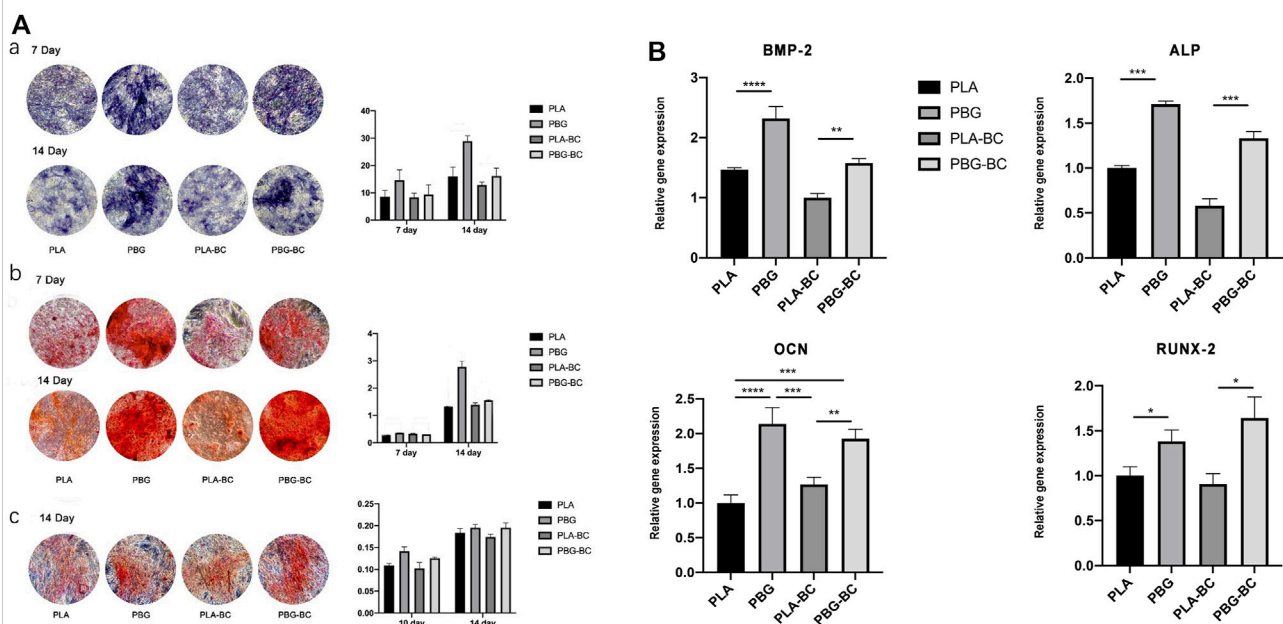 A
a
7 Day
14 Day
PLA PBG PLA-BC PBG-BC
40
30
20
10
0
7 day 14 day
PLA
PBG
PLA-BC
PBG-BC
b
7 Day
14 Day
PLA PBG PLA-BC PBG-BC
4
3
2
1
0
7 day 14 day
PLA
PBG
PLA-BC
PBG-BC
c
14 Day
PLA PBG PLA-BC PBG-BC
0.25
0.20
0.15
0.10
0.05
0.00
10 day 14 day
PLA
PBG
PLA-BC
PBG-BC
B
BMP-2
Relative gene expression
3
2
1
0
**** **
PLA PBG PLA-BC PBG-BC
PLA
PBG
PLA-BC
PBG-BC
ALP
Relative gene expression
2.0
1.5
1.0
0.5
0.0
*** ***
PLA PBG PLA-BC PBG-BC
OCN
Relative gene expression
2.5
2.0
1.5
1.0
0.5
0.0
***
**** *** **
PLA PBG PLA-BC PBG-BC
RUNX-2
Relative gene expression
2.0
1.5
1.0
0.5
0.0
* *
PLA PBG PLA-BC PBG-BC